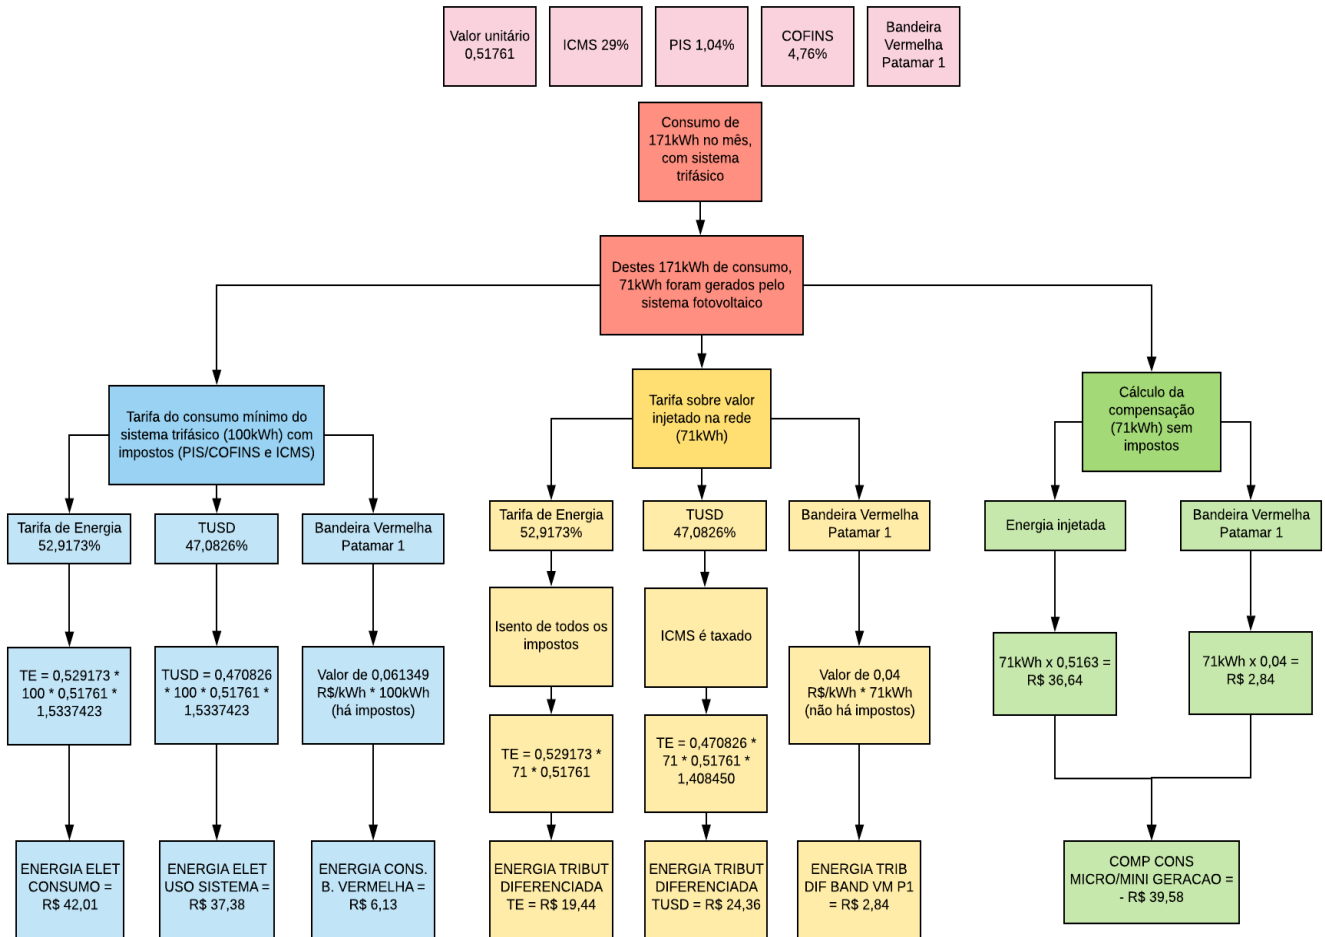 Valor unitário
0,51761
ICMS 29%
PIS 1,04%
COFINS
4,76%
Bandeira
Vermelha
Patamar 1
Consumo de
171kWh no mês,
com sistema
trifásico
Destes 171kWh de consumo,
71kWh foram gerados pelo
sistema fotovoltaico
Tarifa do consumo mínimo do
sistema trifásico (100kWh) com
impostos (PIS/COFINS e ICMS)
Tarifa sobre valor
injetado na rede
(71kWh)
Cálculo da
compensação
(71kWh) sem
impostos
Tarifa de Energia
52,9173%
TUSD
47,0826%
Bandeira Vermelha
Patamar 1
Tarifa de Energia
52,9173%
TUSD
47,0826%
Bandeira Vermelha
Patamar 1
Energia injetada
Bandeira Vermelha
Patamar 1
Isento de todos os
impostos
ICMS é taxado
TE = 0,529173 *
100 * 0,51761 *
1,5337423
TUSD = 0,470826
* 100 * 0,51761 *
1,5337423
Valor de 0,061349
R$/kWh * 100kWh
(há impostos)
TE = 0,529173 *
71 * 0,51761
TE = 0,470826 *
71 * 0,51761 *
1,408450
Valor de 0,04
R$/kWh * 71kWh
(não há impostos)
71kWh x 0,5163 =
R$ 36,64
71kWh x 0,04 =
R$ 2,84
ENERGIA ELET
CONSUMO =
R$ 42,01
ENERGIA ELET
USO SISTEMA =
R$ 37,38
ENERGIA CONS.
B. VERMELHA =
R$ 6,13
ENERGIA TRIBUT
DIFERENCIADA
TE = R$ 19,44
ENERGIA TRIBUT
DIFERENCIADA
TUSD = R$ 24,36
ENERGIA TRIB
DIF BAND VM P1
= R$ 2,84
COMP CONS
MICRO/MINI GERACAO =
- R$ 39,58